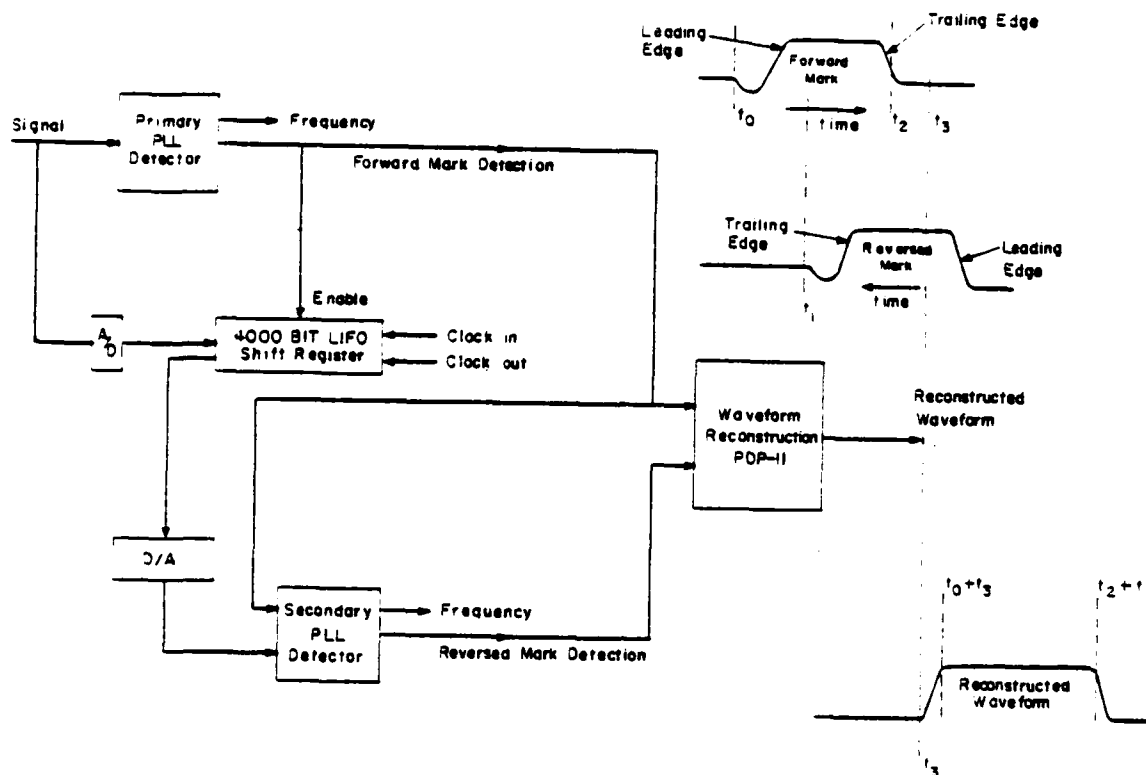 Leading
Edge
Trailing
Edge
Forward
Mark
t0
time
t2
t3
Signal
Primary
PLL
Detector
Frequency
Forward Mark Detection
Trailing
Edge
Reversed
Mark
Leading
Edge
time
t1
Enable
A/D
4000 BIT LIFO
Shift Register
Clock in
Clock out
Waveform
Reconstruction
PDP-11
Reconstructed
Waveform
D/A
Secondary
PLL
Detector
Frequency
Reversed Mark Detection
t0+t3
t2+t
Reconstructed
Waveform
t3